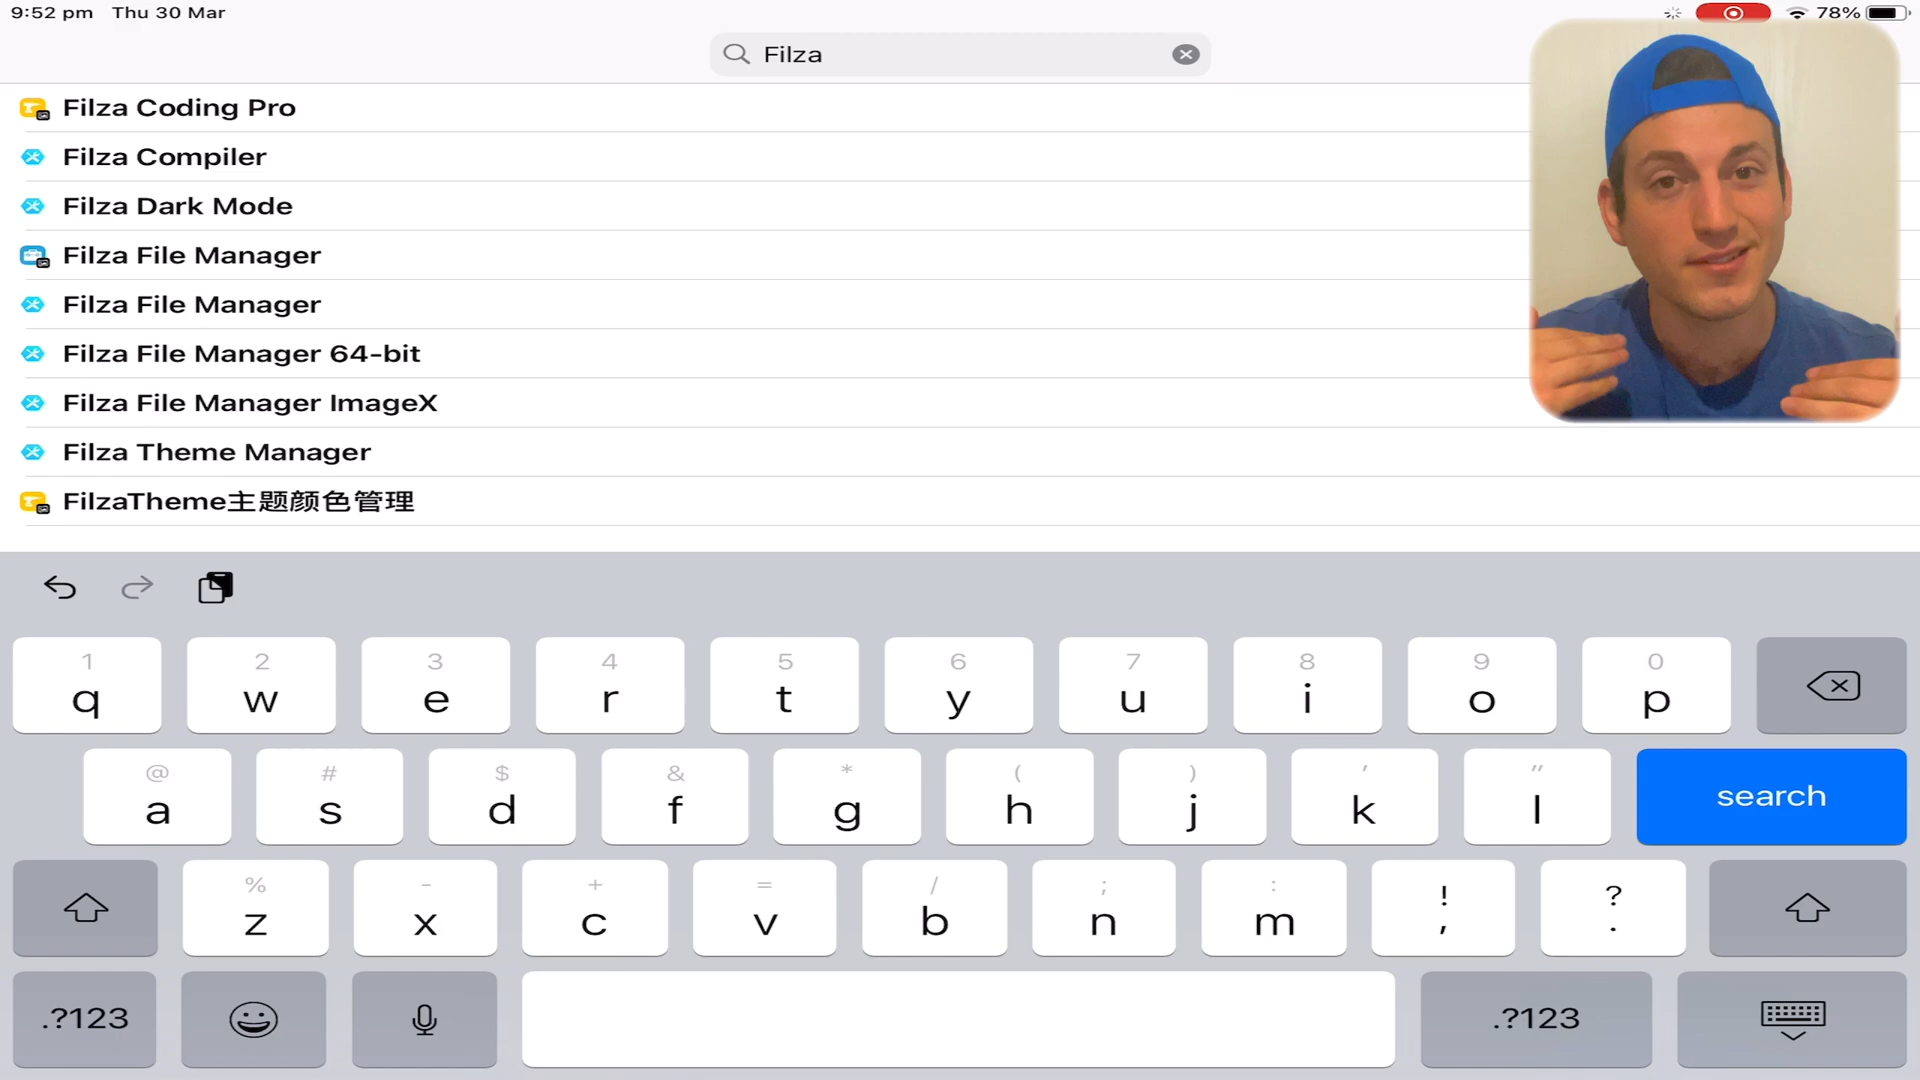 9:52 pm Thu 30 Mar
78%
Filza
Filza Coding Pro
Filza Compiler
Filza Dark Mode
Filza File Manager
Filza File Manager
Filza File Manager 64-bit
Filza File Manager ImageX
Filza Theme Manager
FilzaTheme主题颜色管理
1 2 3 4 5 6 7 8 9 0
q w e r t y u i o p
@ # $ & * ( ) ' "
a s d f g h j k l search
% - + = / ; : ! ?
z x c v b n m , .
.?123 .?123